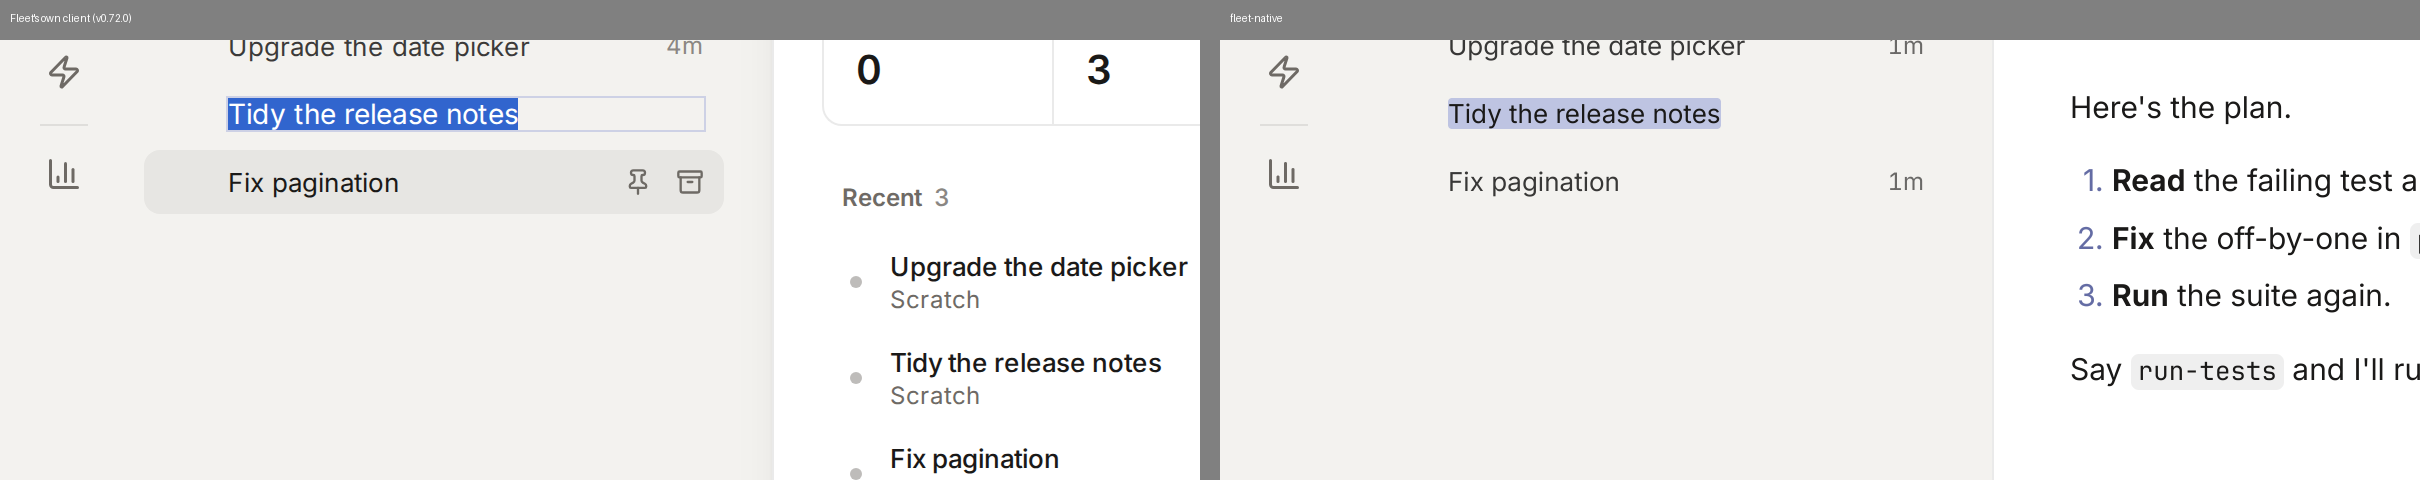 Fleet's own client (v0.72.0)
Upgrade the date picker 4m
Tidy the release notes
Fix pagination
0 3
Recent 3
Upgrade the date picker
Scratch
Tidy the release notes
Scratch
Fix pagination
fleet-native
Upgrade the date picker 1m
Tidy the release notes
Fix pagination 1m
Here's the plan.
1. Read the failing test a
2. Fix the off-by-one in
3. Run the suite again.
Say run-tests and I'll ru